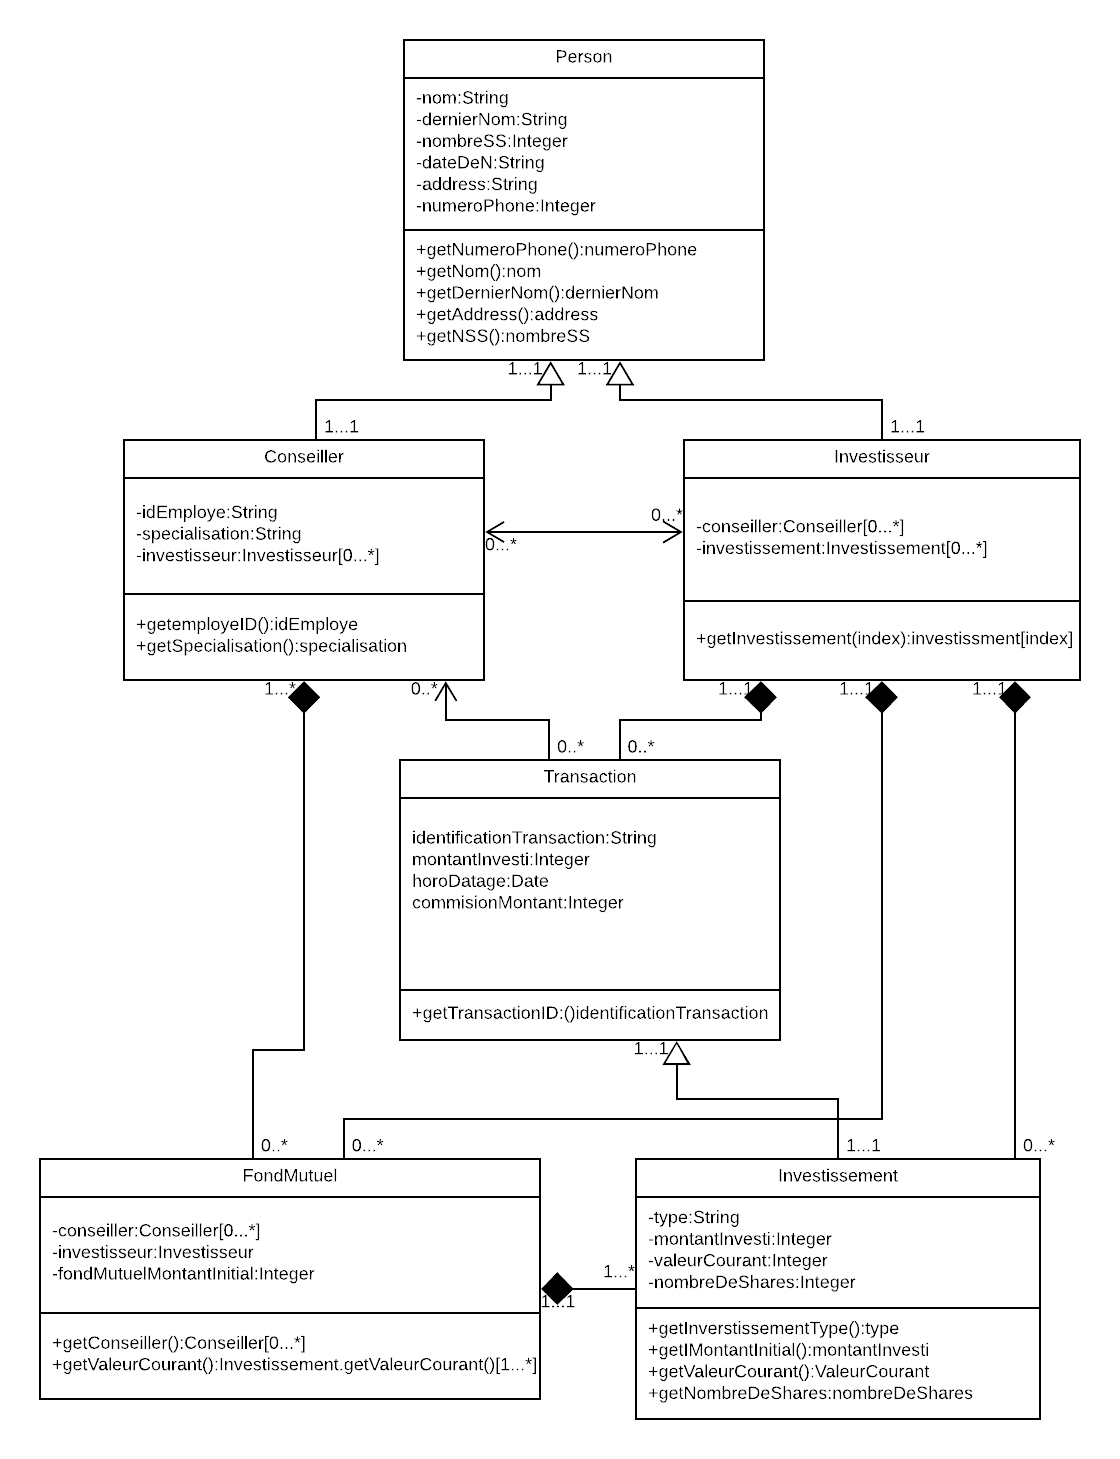 Person
-nom:String
-dernierNom:String
-nombreSS:Integer
-dateDeN:String
-address:String
-numeroPhone:Integer
+getNumeroPhone():numeroPhone
+getNom():nom
+getDernierNom():dernierNom
+getAddress():address
+getNSS():nombreSS
1...1
1...1
1...1
1...1
Conseiller
-idEmploye:String
-specialisation:String
-investisseur:Investisseur[0...*]
+getemployeID():idEmploye
+getSpecialisation():specialisation
0...*
0...*
Investisseur
-conseiller:Conseiller[0...*]
-investissement:Investissement[0...*]
+getInvestissement(index):investissment[index]
1...*
0..*
1...1
1...1
1...1
0..*
0..*
Transaction
identificationTransaction:String
montantInvesti:Integer
horoDatage:Date
commisionMontant:Integer
+getTransactionID:()identificationTransaction
1...1
0..*
0...*
1...1
0...*
FondMutuel
-conseiller:Conseiller[0...*]
-investisseur:Investisseur
-fondMutuelMontantInitial:Integer
+getConseiller():Conseiller[0...*]
+getValeurCourant():Investissement.getValeurCourant()[1...*]
1...*
1...1
Investissement
-type:String
-montantInvesti:Integer
-valeurCourant:Integer
-nombreDeShares:Integer
+getInverstissementType():type
+getIMontantInitial():montantInvesti
+getValeurCourant():ValeurCourant
+getNombreDeShares:nombreDeShares